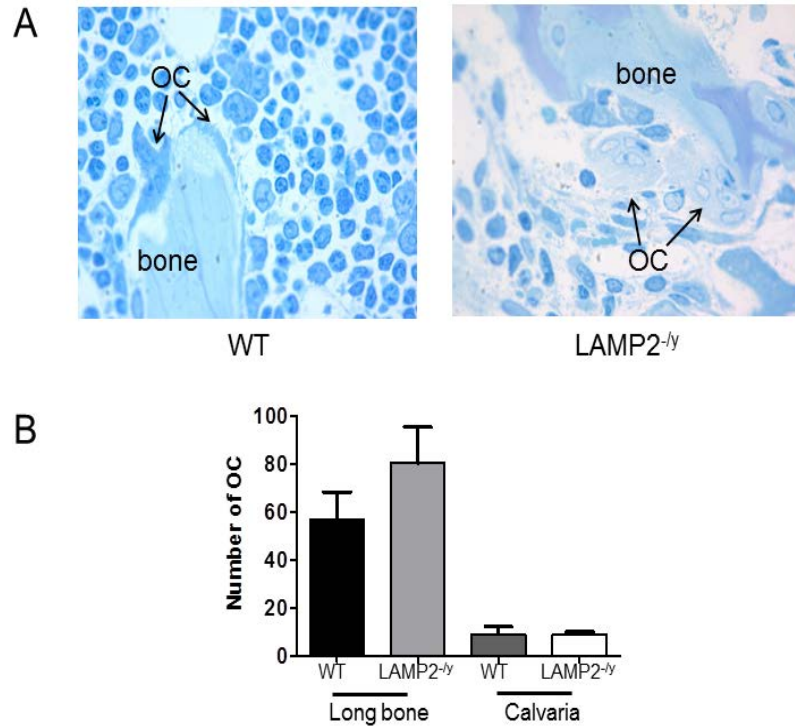 A
OC
bone
bone
OC
WT
LAMP2-/y
B
Number of OC
100
80
60
40
20
0
WT LAMP2-/y WT LAMP2-/y
Long bone Calvaria